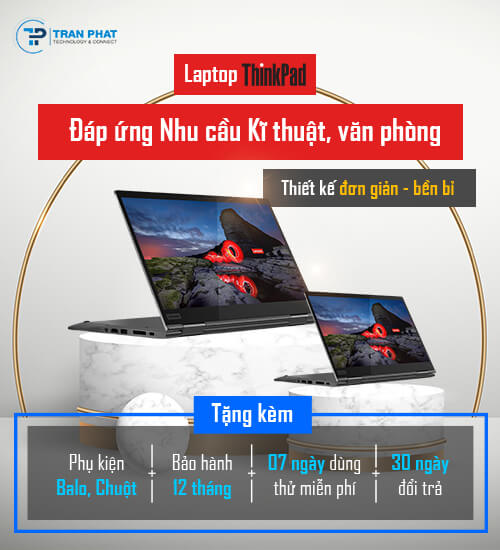 TRAN PHAT
TECHNOLOGY & CONNECT
Laptop ThinkPad
Đáp ứng Nhu cầu Kĩ thuật, văn phòng
Thiết kế đơn giản - bền bỉ
Tặng kèm
Phụ kiện
Balo, Chuột
+
Bảo hành
12 tháng
+
07 ngày dùng
thử miễn phí
+
30 ngày
đổi trả